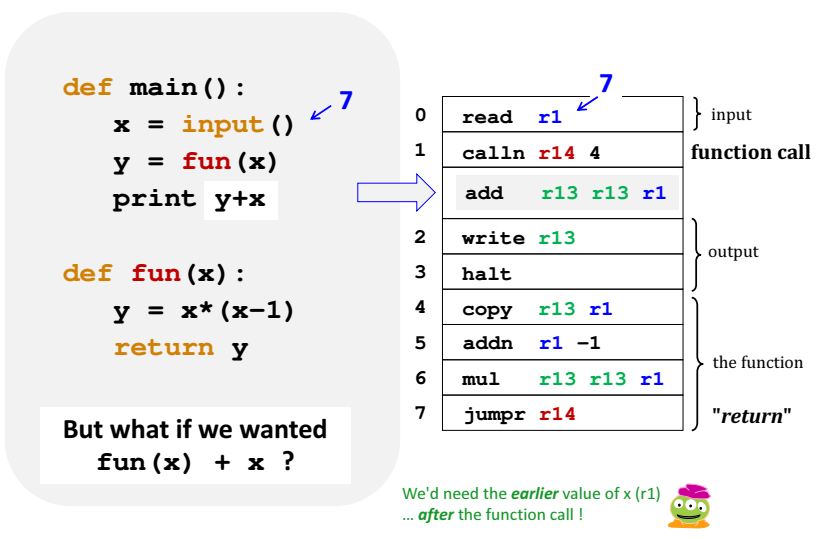 def main():
x = input()
7
y = fun(x)
print y+x
def fun(x):
y = x*(x−1)
return y
But what if we wanted
fun(x) + x ?
7
0 read r1 input
1 calln r14 4 function call
add r13 r13 r1
2 write r13
output
3 halt
4 copy r13 r1
5 addn r1 −1
the function
6 mul r13 r13 r1
7 jumpr r14 "return"
We'd need the earlier value of x (r1)
... after the function call !